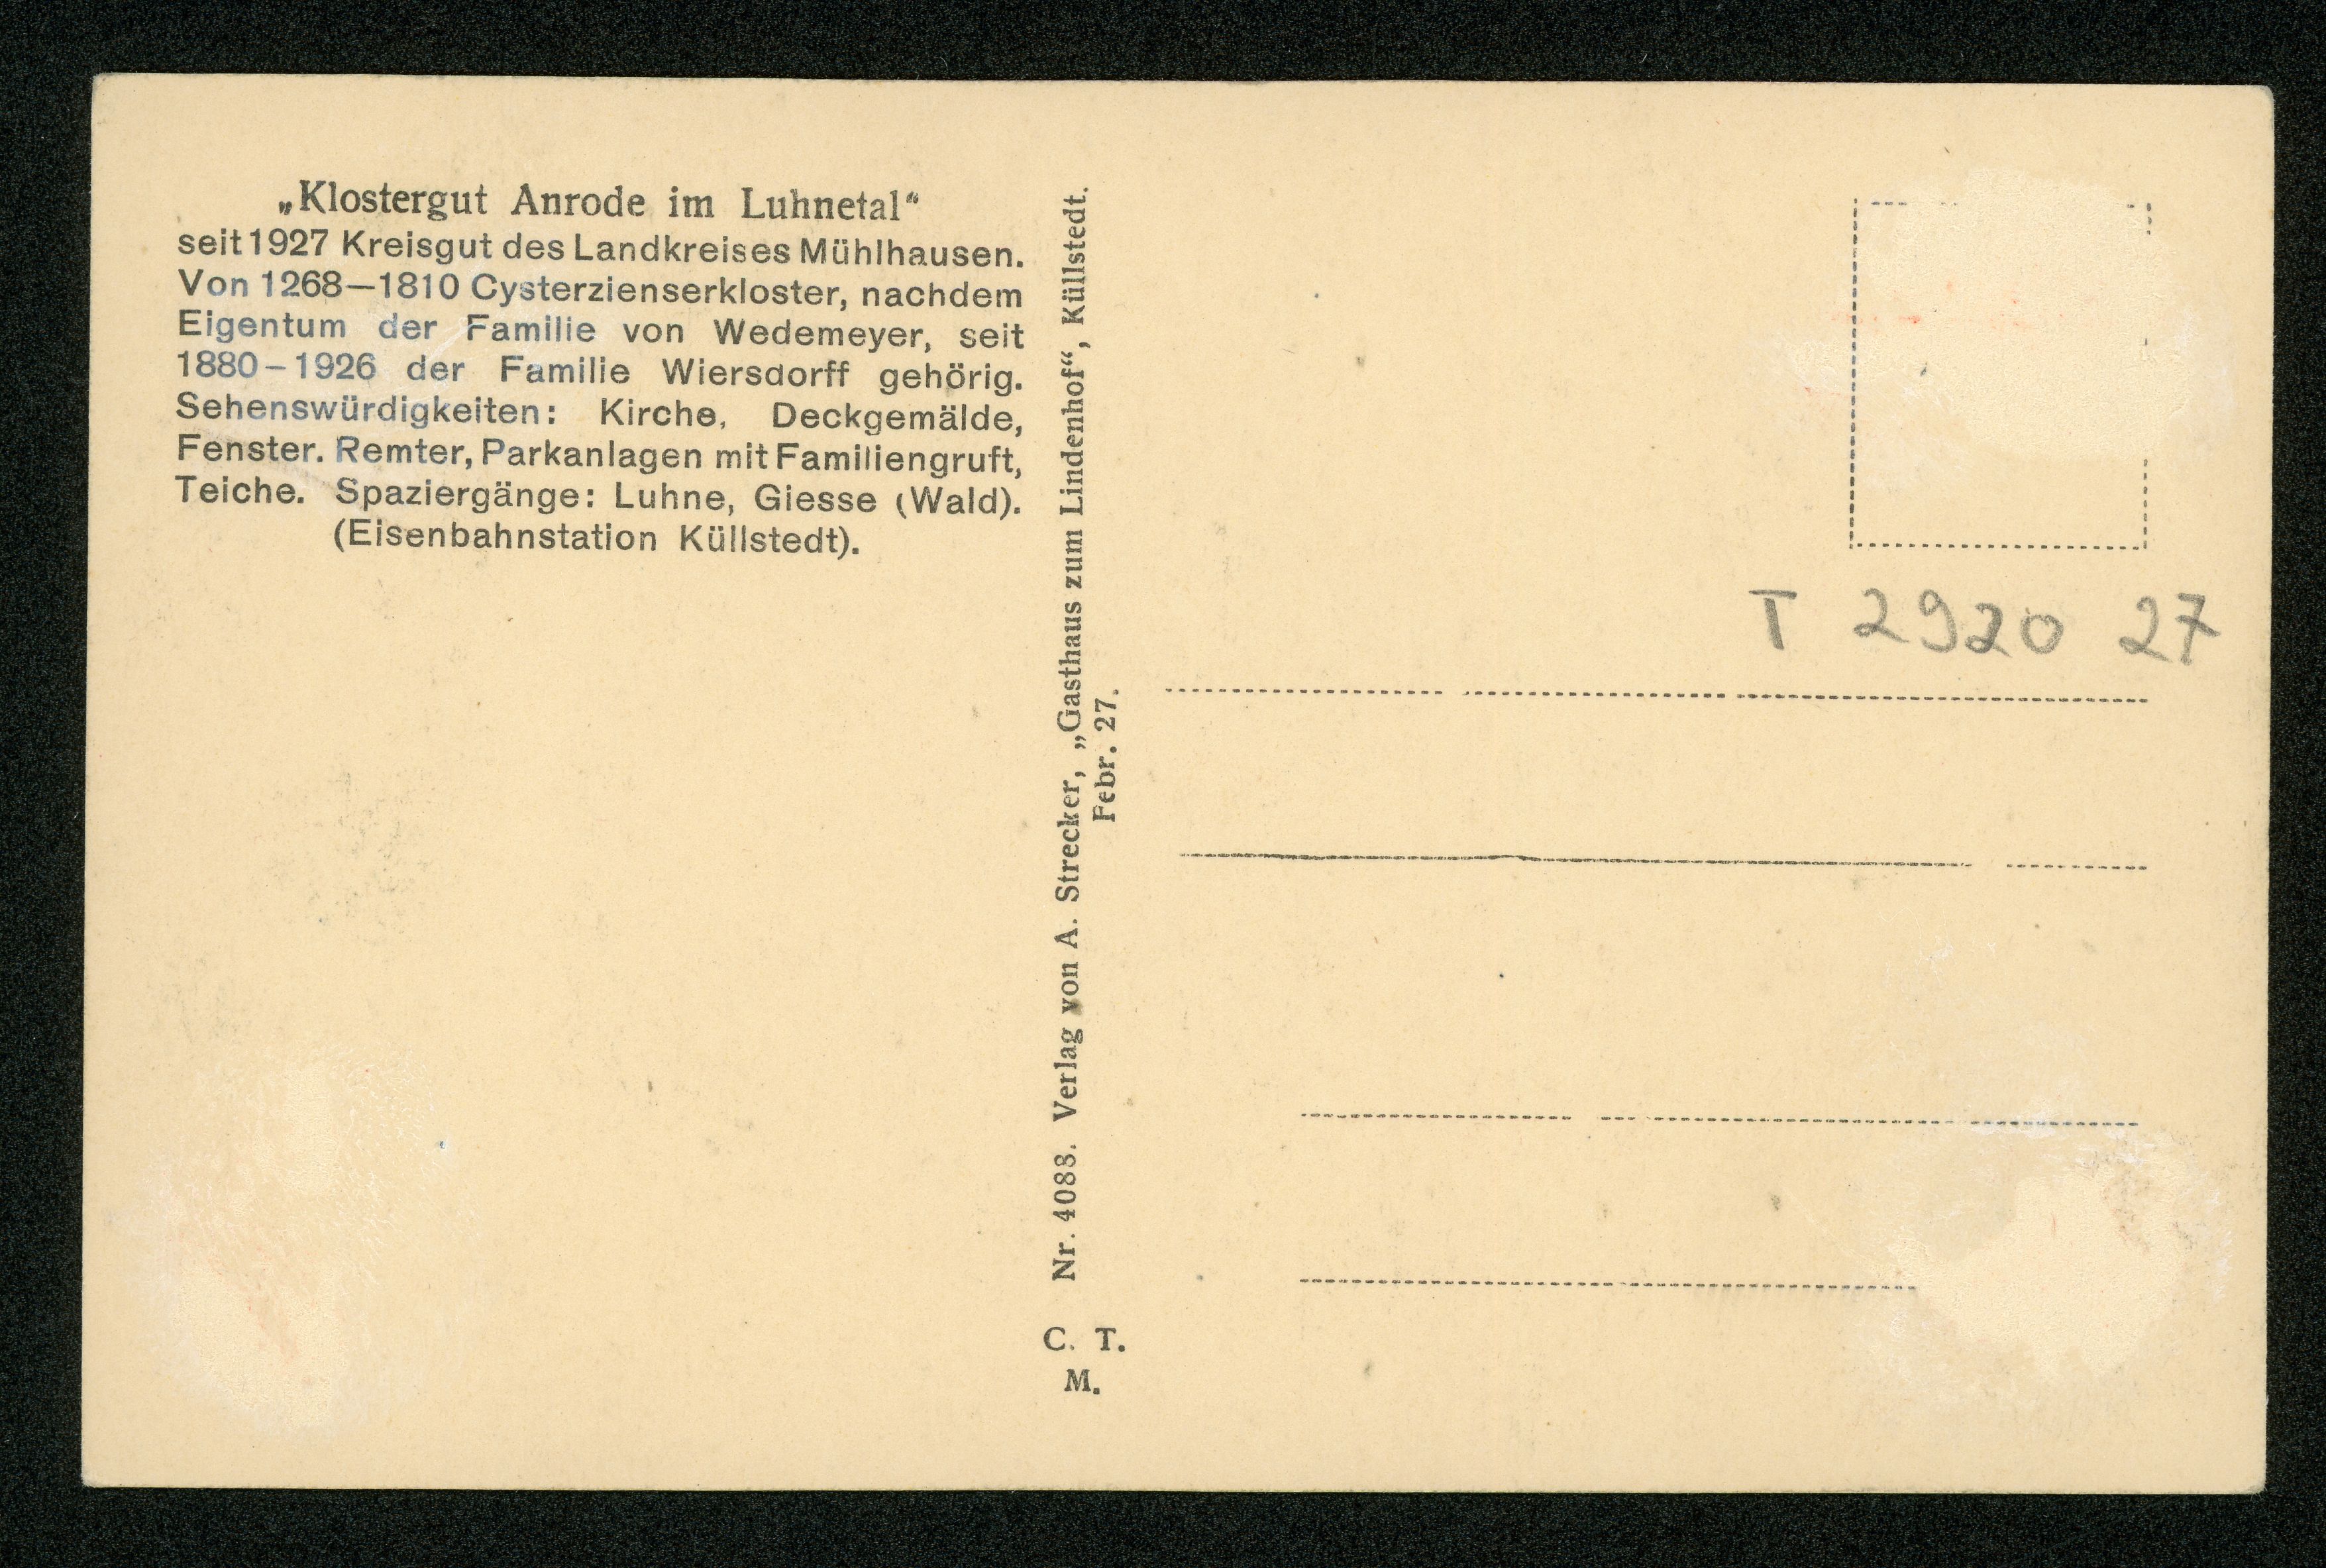 „Klostergut Anrode im Luhnetal“
seit 1927 Kreisgut des Landkreises Mühlhausen.
Von 1268—1810 Cysterzienserkloster, nachdem
Eigentum der Familie von Wedemeyer, seit
1880–1926 der Familie Wiersdorff gehörig.
Sehenswürdigkeiten: Kirche, Deckgemälde,
Fenster. Remter, Parkanlagen mit Familiengruft,
Teiche. Spaziergänge: Luhne, Giesse (Wald).
(Eisenbahnstation Küllstedt).
Nr. 4088. Verlag von A. Strecker, „Gasthaus zum Lindenhof“, Küllstedt.
Febr. 27.
C. T.
M.
T 2920 27